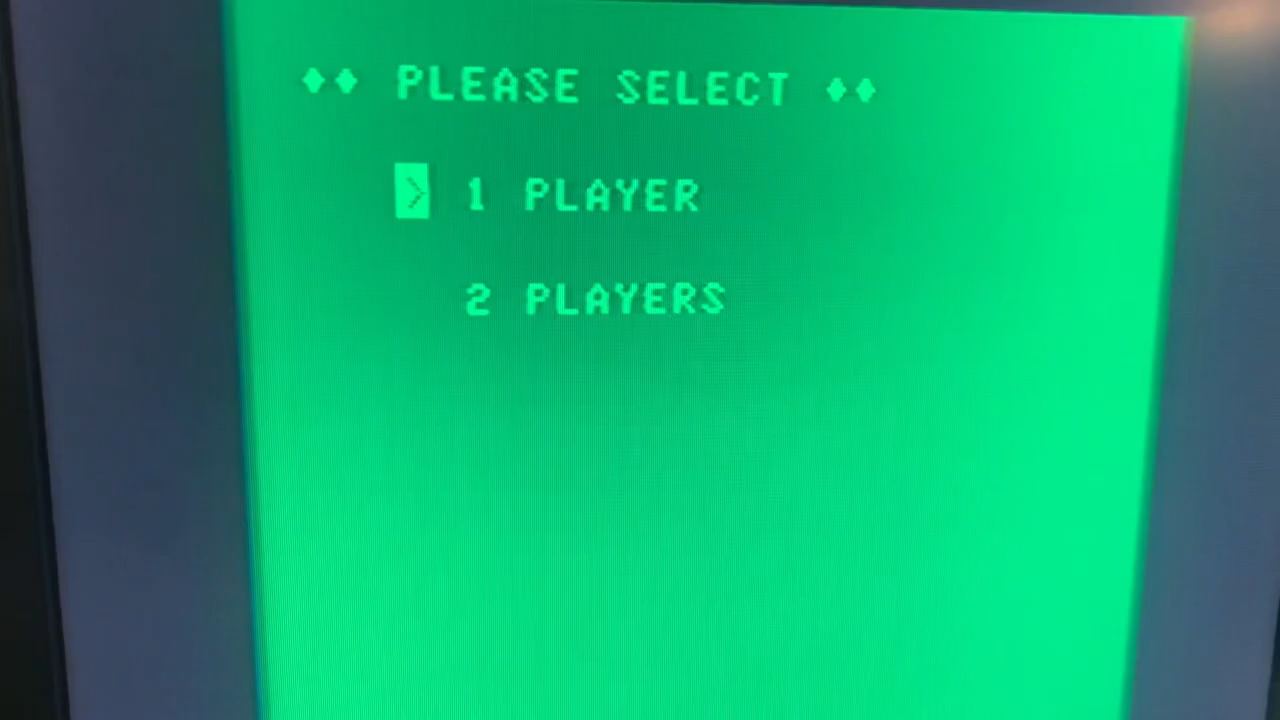 ♦♦ PLEASE SELECT ♦♦
> 1 PLAYER
2 PLAYERS